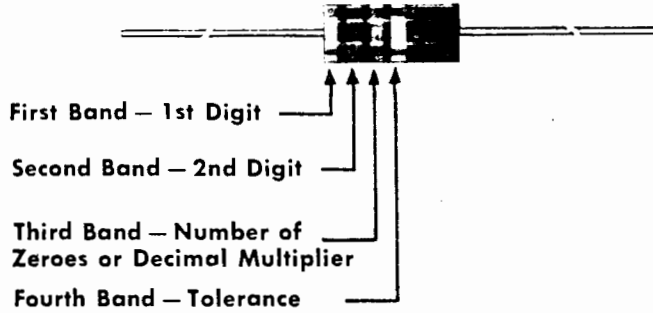 First Band — 1st Digit
Second Band — 2nd Digit
Third Band — Number of
Zeroes or Decimal Multiplier
Fourth Band — Tolerance